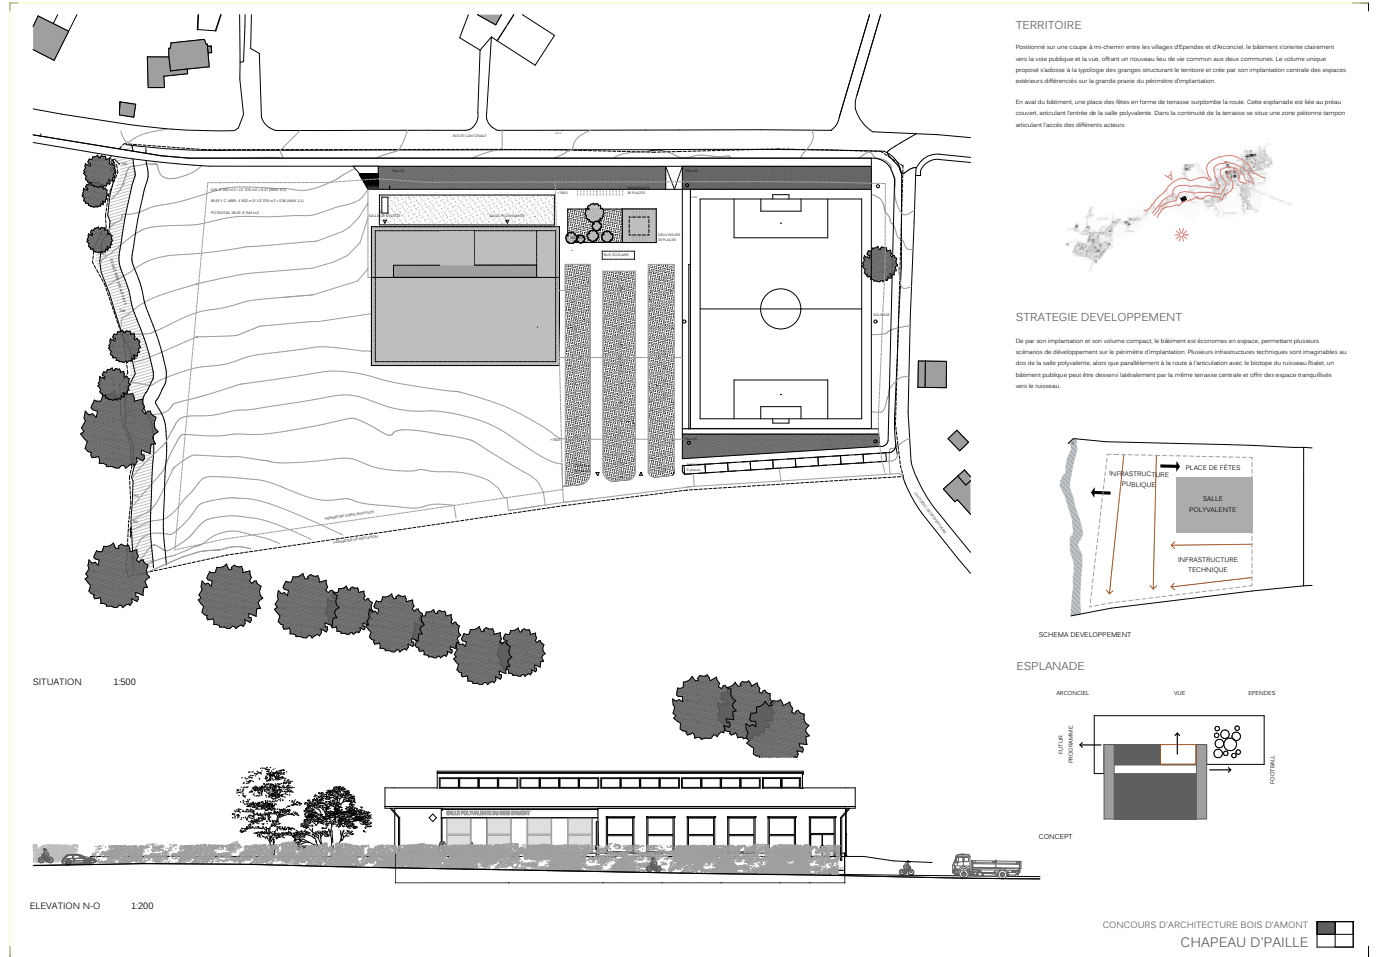 TERRITOIRE
Positionné sur une coupe à mi-chemin entre les villages d'Ependes et d'Arconciel, le bâtiment s'oriente clairement
vers la voie publique et la vue, offrant un nouveau lieu de vie commun aux deux communes. Le volume unique
proposé s'adosse à la typologie des granges structurant le territoire et crée par son implantation centrale des espaces
extérieurs différenciés sur la grande prairie du périmètre d'implantation.
En aval du bâtiment, une place des fêtes en forme de terrasse surplombe la route. Cette esplanade est liée au préau
couvert, articulant l'entrée de la salle polyvalente. Dans la continuité de la terrasse se situe une zone piétonne tampon
articulant l'accès des différents acteurs.
STRATEGIE DEVELOPPEMENT
De par son implantation et son volume compact, le bâtiment est économes en espace, permettant plusieurs
scénarios de développement sur le périmètre d'implantation. Plusieurs infrastructures techniques sont imaginables au
dos de la salle polyvalente, alors que parallèlement à la route à l'articulation avec le biotope du ruisseau Rialet, un
bâtiment publique peut être desservi latéralement par la même terrasse centrale et offrir des espace tranquillisés
vers le ruisseau.
INFRASTRUCTURE
PUBLIQUE
PLACE DE FÊTES
SALLE
POLYVALENTE
INFRASTRUCTURE
TECHNIQUE
SCHEMA DEVELOPPEMENT
ESPLANADE
ARCONCIEL
VUE
EPENDES
FUTUR
PROGRAMME
FOOTBALL
CONCEPT
ROUTE CANTONALE
BUS SCOLAIRE
SITUATION 1:500
SALLE POLYVALENTE DU BOIS D'AMONT
ELEVATION N-O 1:200
CONCOURS D'ARCHITECTURE BOIS D'AMONT
CHAPEAU D'PAILLE